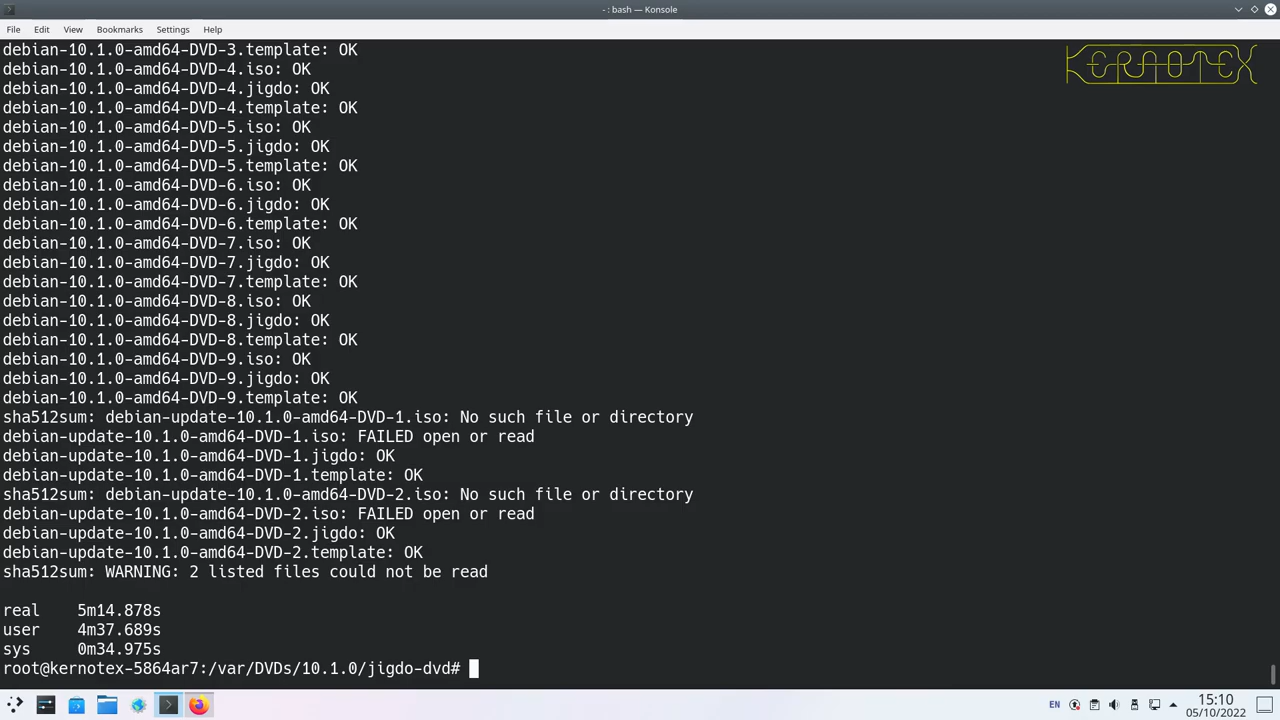 - : bash — Konsole
File Edit View Bookmarks Settings Help
debian-10.1.0-amd64-DVD-3.template: OK
KERNOTEX
debian-10.1.0-amd64-DVD-4.iso: OK
debian-10.1.0-amd64-DVD-4.jigdo: OK
debian-10.1.0-amd64-DVD-4.template: OK
debian-10.1.0-amd64-DVD-5.iso: OK
debian-10.1.0-amd64-DVD-5.jigdo: OK
debian-10.1.0-amd64-DVD-5.template: OK
debian-10.1.0-amd64-DVD-6.iso: OK
debian-10.1.0-amd64-DVD-6.jigdo: OK
debian-10.1.0-amd64-DVD-6.template: OK
debian-10.1.0-amd64-DVD-7.iso: OK
debian-10.1.0-amd64-DVD-7.jigdo: OK
debian-10.1.0-amd64-DVD-7.template: OK
debian-10.1.0-amd64-DVD-8.iso: OK
debian-10.1.0-amd64-DVD-8.jigdo: OK
debian-10.1.0-amd64-DVD-8.template: OK
debian-10.1.0-amd64-DVD-9.iso: OK
debian-10.1.0-amd64-DVD-9.jigdo: OK
debian-10.1.0-amd64-DVD-9.template: OK
sha512sum: debian-update-10.1.0-amd64-DVD-1.iso: No such file or directory
debian-update-10.1.0-amd64-DVD-1.iso: FAILED open or read
debian-update-10.1.0-amd64-DVD-1.jigdo: OK
debian-update-10.1.0-amd64-DVD-1.template: OK
sha512sum: debian-update-10.1.0-amd64-DVD-2.iso: No such file or directory
debian-update-10.1.0-amd64-DVD-2.iso: FAILED open or read
debian-update-10.1.0-amd64-DVD-2.jigdo: OK
debian-update-10.1.0-amd64-DVD-2.template: OK
sha512sum: WARNING: 2 listed files could not be read
real 5m14.878s
user 4m37.689s
sys 0m34.975s
root@kernotex-5864ar7:/var/DVDs/10.1.0/jigdo-dvd#
EN
15:10
05/10/2022